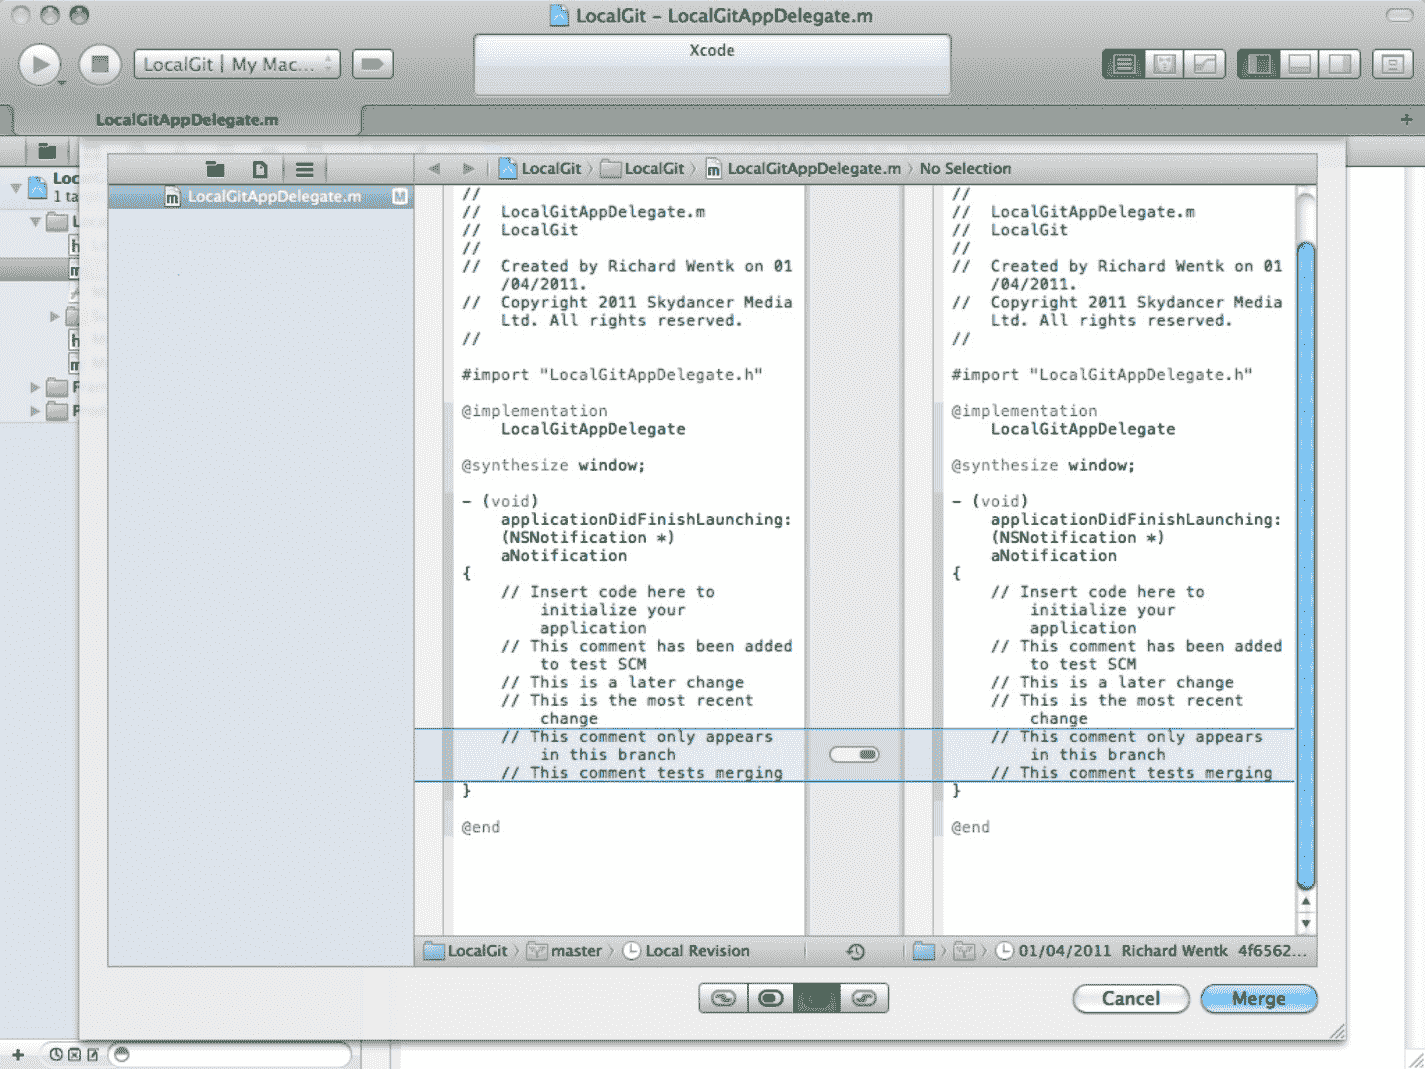 LocalGit – LocalGitAppDelegate.m
LocalGit | My Mac...
Xcode
LocalGitAppDelegate.m
+
Loc
1 ta
h
m
h
m
LocalGitAppDelegate.m M
LocalGit LocalGit LocalGitAppDelegate.m No Selection
//
// LocalGitAppDelegate.m
// LocalGit
//
// Created by Richard Wentk on 01
/04/2011.
// Copyright 2011 Skydancer Media
Ltd. All rights reserved.
//
#import "LocalGitAppDelegate.h"
@implementation
LocalGitAppDelegate
@synthesize window;
- (void)
applicationDidFinishLaunching:
(NSNotification *)
aNotification
{
// Insert code here to
initialize your
application
// This comment has been added
to test SCM
// This is a later change
// This is the most recent
change
// This comment only appears
in this branch
// This comment tests merging
}
@end
//
// LocalGitAppDelegate.m
// LocalGit
//
// Created by Richard Wentk on 01
/04/2011.
// Copyright 2011 Skydancer Media
Ltd. All rights reserved.
//
#import "LocalGitAppDelegate.h"
@implementation
LocalGitAppDelegate
@synthesize window;
- (void)
applicationDidFinishLaunching:
(NSNotification *)
aNotification
{
// Insert code here to
initialize your
application
// This comment has been added
to test SCM
// This is a later change
// This is the most recent
change
// This comment only appears
in this branch
// This comment tests merging
}
@end
LocalGit master Local Revision
01/04/2011 Richard Wentk 4f6562...
Cancel Merge